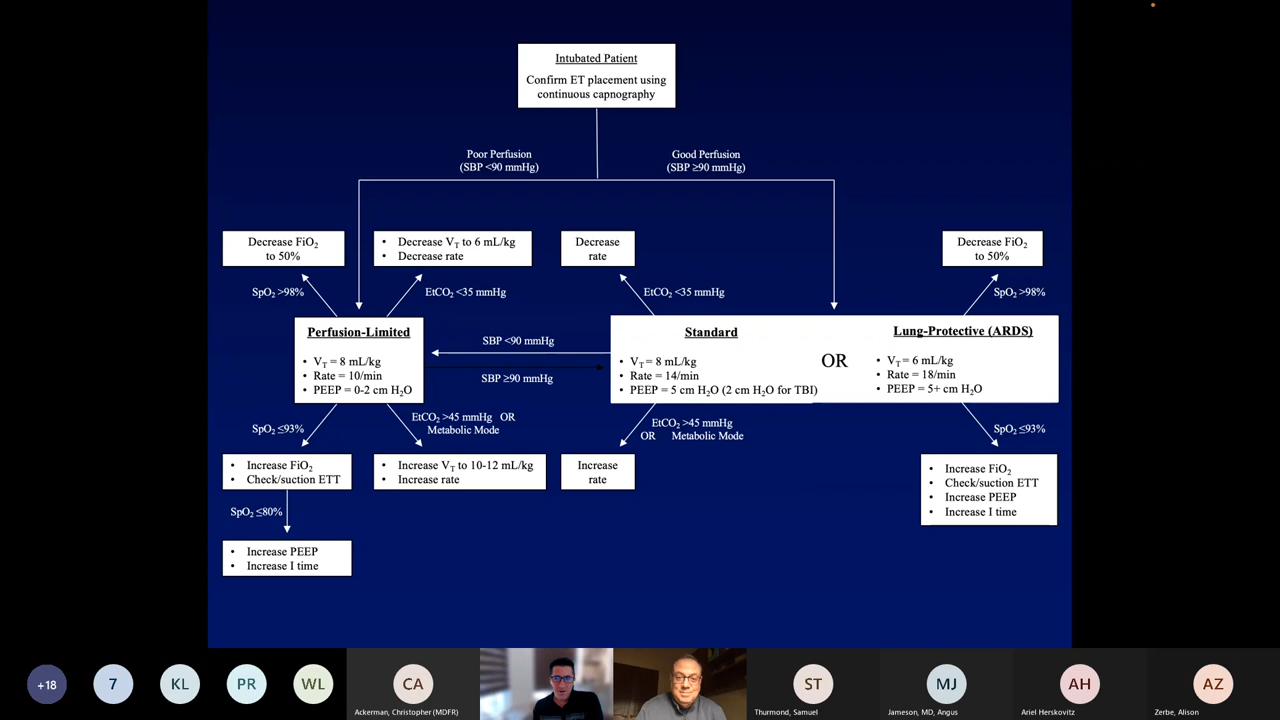 Intubated Patient
Confirm ET placement using
continuous capnography
Poor Perfusion
(SBP <90 mmHg)
Good Perfusion
(SBP ≥90 mmHg)
Decrease FiO₂
to 50%
• Decrease V_T to 6 mL/kg
• Decrease rate
Decrease
rate
Decrease FiO₂
to 50%
SpO₂ >98%
EtCO₂ <35 mmHg
EtCO₂ <35 mmHg
SpO₂ >98%
Perfusion-Limited
• V_T = 8 mL/kg
• Rate = 10/min
• PEEP = 0-2 cm H₂O
SBP <90 mmHg
SBP ≥90 mmHg
Standard
• V_T = 8 mL/kg
• Rate = 14/min
• PEEP = 5 cm H₂O (2 cm H₂O for TBI)
OR
Lung-Protective (ARDS)
• V_T = 6 mL/kg
• Rate = 18/min
• PEEP = 5+ cm H₂O
SpO₂ ≤93%
EtCO₂ >45 mmHg OR
Metabolic Mode
EtCO₂ >45 mmHg
OR Metabolic Mode
SpO₂ ≤93%
• Increase FiO₂
• Check/suction ETT
• Increase V_T to 10-12 mL/kg
• Increase rate
Increase
rate
• Increase FiO₂
• Check/suction ETT
• Increase PEEP
• Increase I time
SpO₂ ≤80%
• Increase PEEP
• Increase I time
+18
7
KL
PR
WL
CA
Ackerman, Christopher (MDFR)
ST
Thurmond, Samuel
MJ
Jameson, MD, Angus
AH
Ariel Herskovitz
AZ
Zerbe, Alison